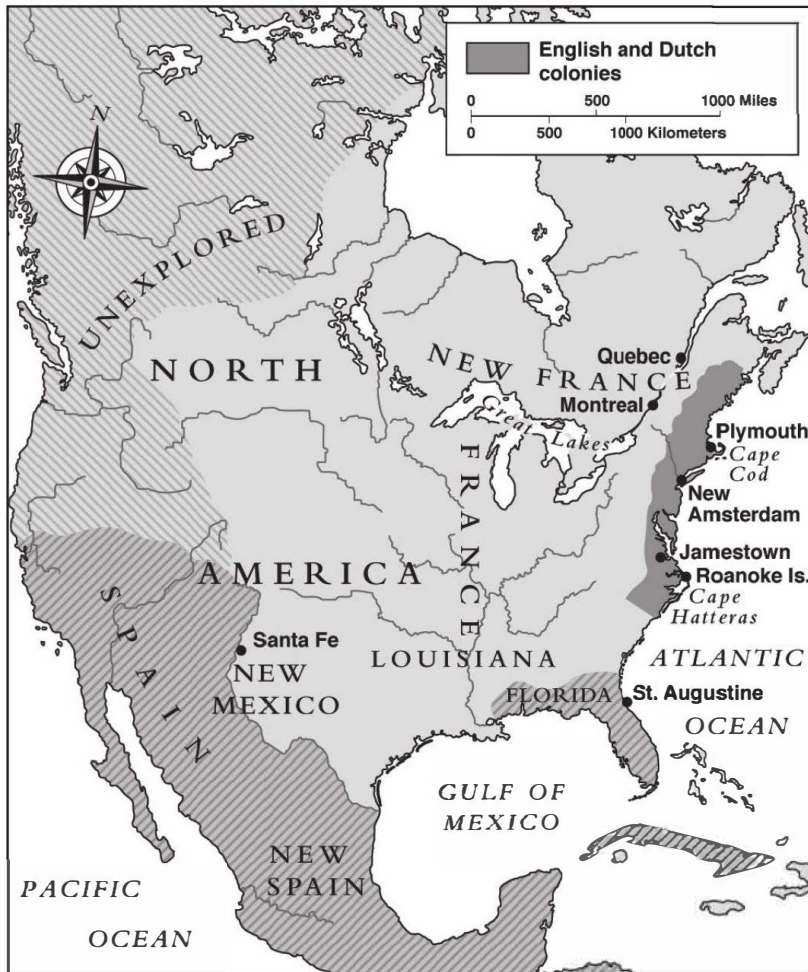 English and Dutch
colonies
0 500 1000 Miles
0 500 1000 Kilometers
N
UNEXPLORED
NORTH
NEW FRANCE
Quebec
Montreal
Great Lakes
Plymouth
Cape
Cod
New
Amsterdam
FRANCE
AMERICA
Jamestown
Roanoke Is.
Cape
Hatteras
SPAIN
Santa Fe
NEW
MEXICO
LOUISIANA
ATLANTIC
OCEAN
FLORIDA
St. Augustine
GULF OF
MEXICO
NEW
SPAIN
PACIFIC
OCEAN